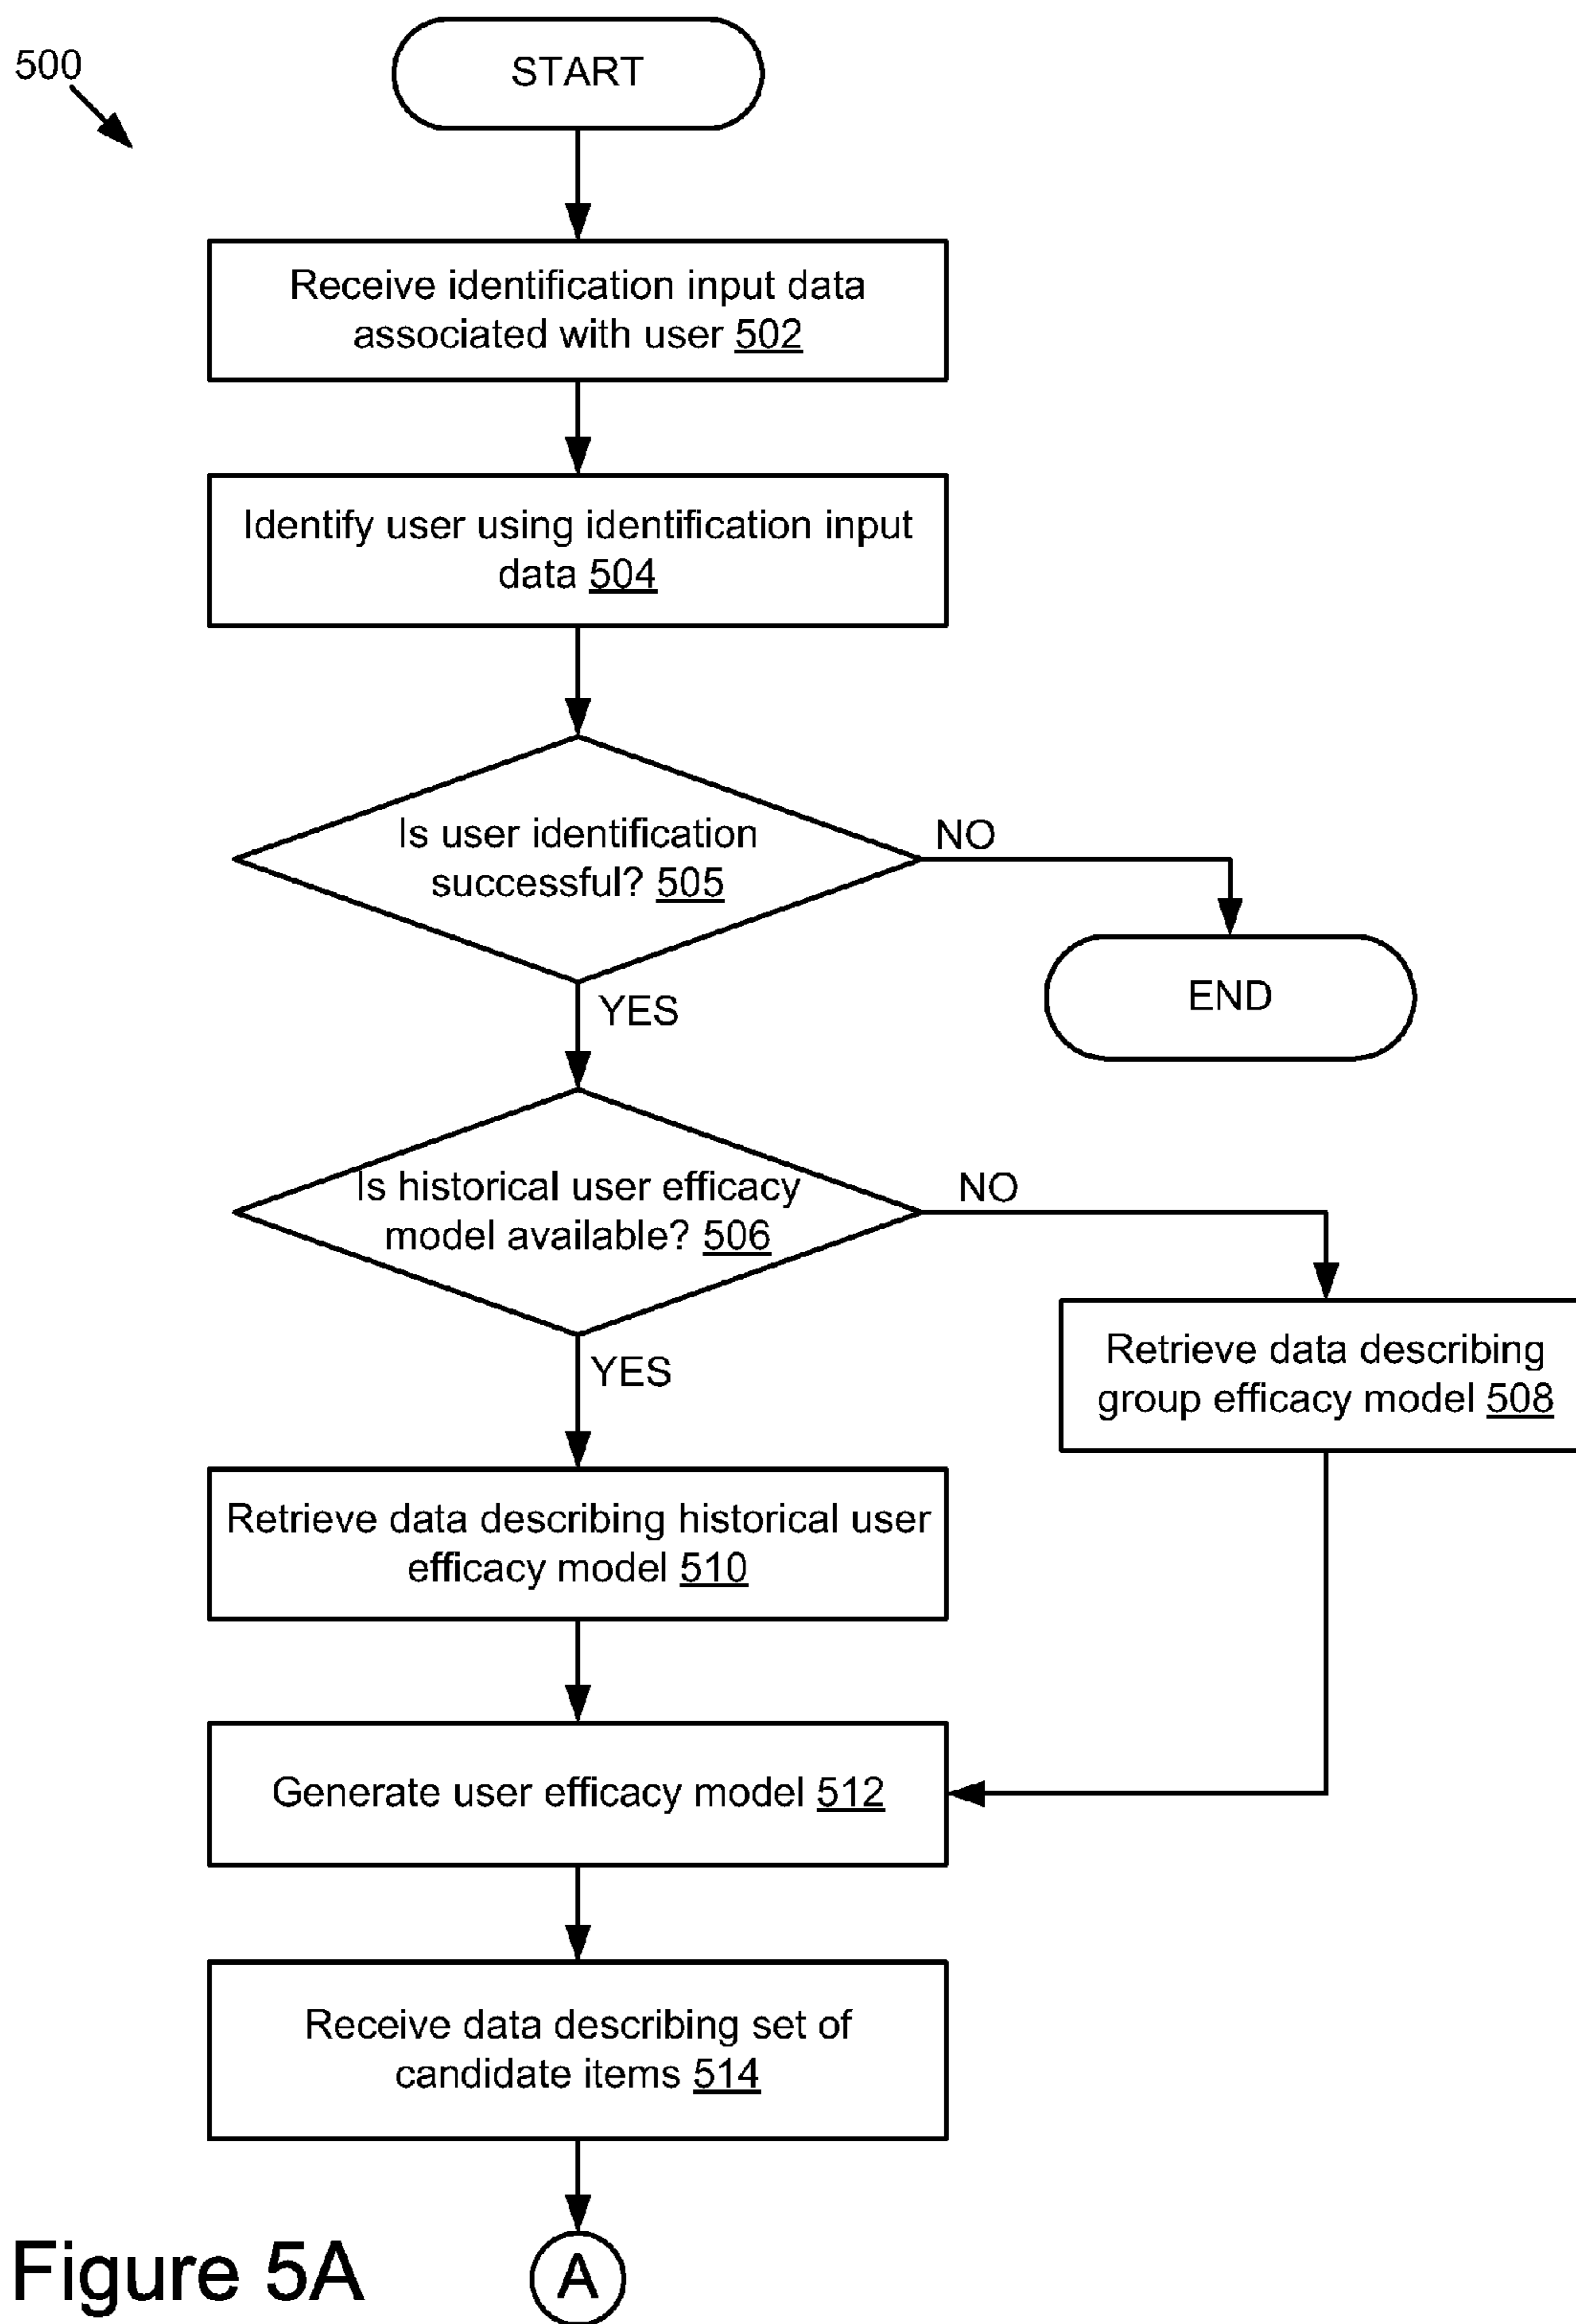 500
START
Receive identification input data
associated with user 502
Identify user using identification input
data 504
Is user identification
successful? 505
NO
END
YES
Is historical user efficacy
model available? 506
NO
YES
Retrieve data describing
group efficacy model 508
Retrieve data describing historical user
efficacy model 510
Generate user efficacy model 512
Receive data describing set of
candidate items 514
A
Figure 5A